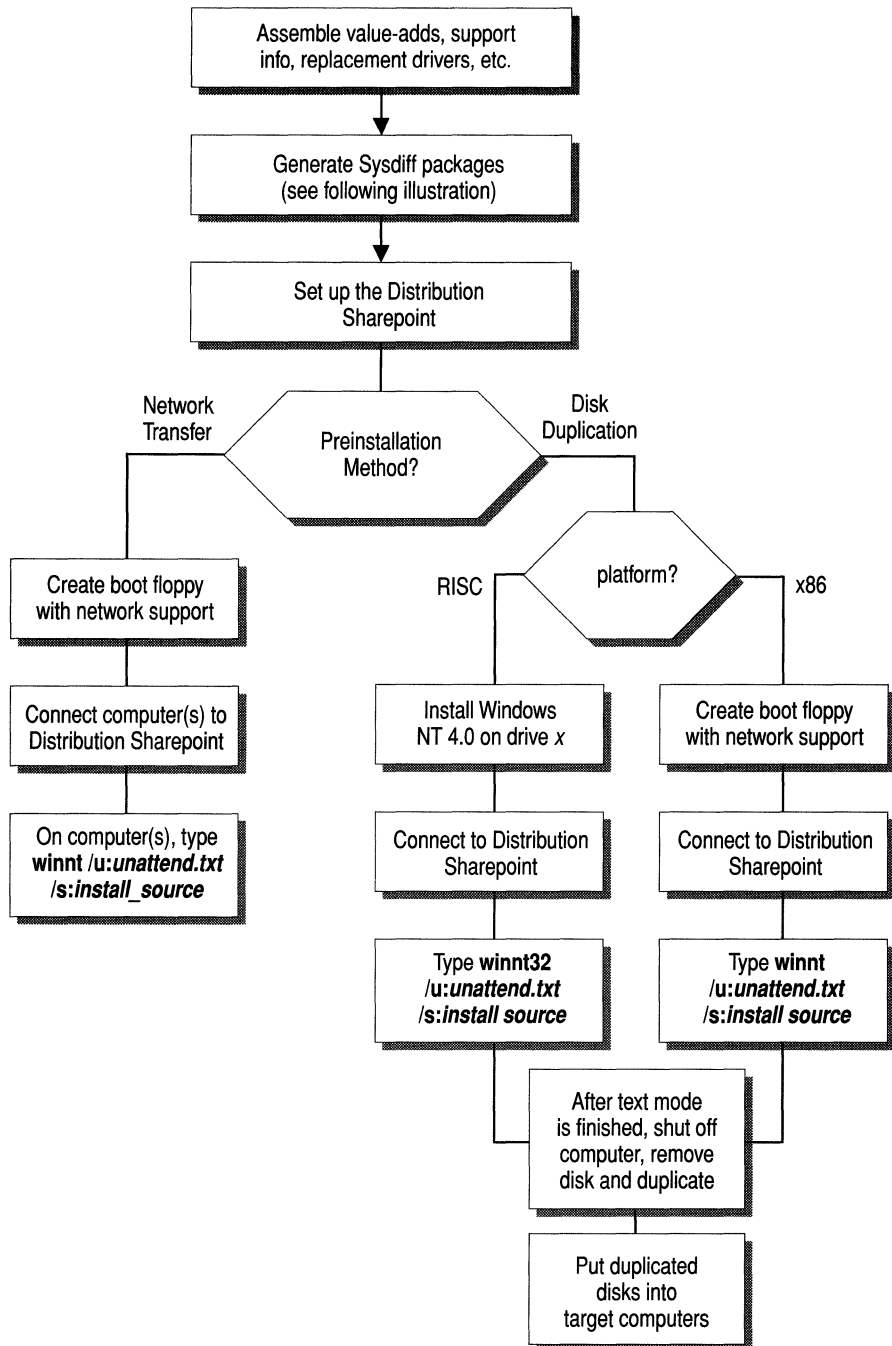 Assemble value-adds, support
info, replacement drivers, etc.
Generate Sysdiff packages
(see following illustration)
Set up the Distribution
Sharepoint
Preinstallation
Method?
Network
Transfer
Create boot floppy
with network support
Connect computer(s) to
Distribution Sharepoint
On computer(s), type
winnt /u:unattend.txt
/s:install_source
Disk
Duplication
platform?
RISC
Install Windows
NT 4.0 on drive x
Connect to Distribution
Sharepoint
Type winnt32
/u:unattend.txt
/s:install source
x86
Create boot floppy
with network support
Connect to Distribution
Sharepoint
Type winnt
/u:unattend.txt
/s:install source
After text mode
is finished, shut off
computer, remove
disk and duplicate
Put duplicated
disks into
target computers